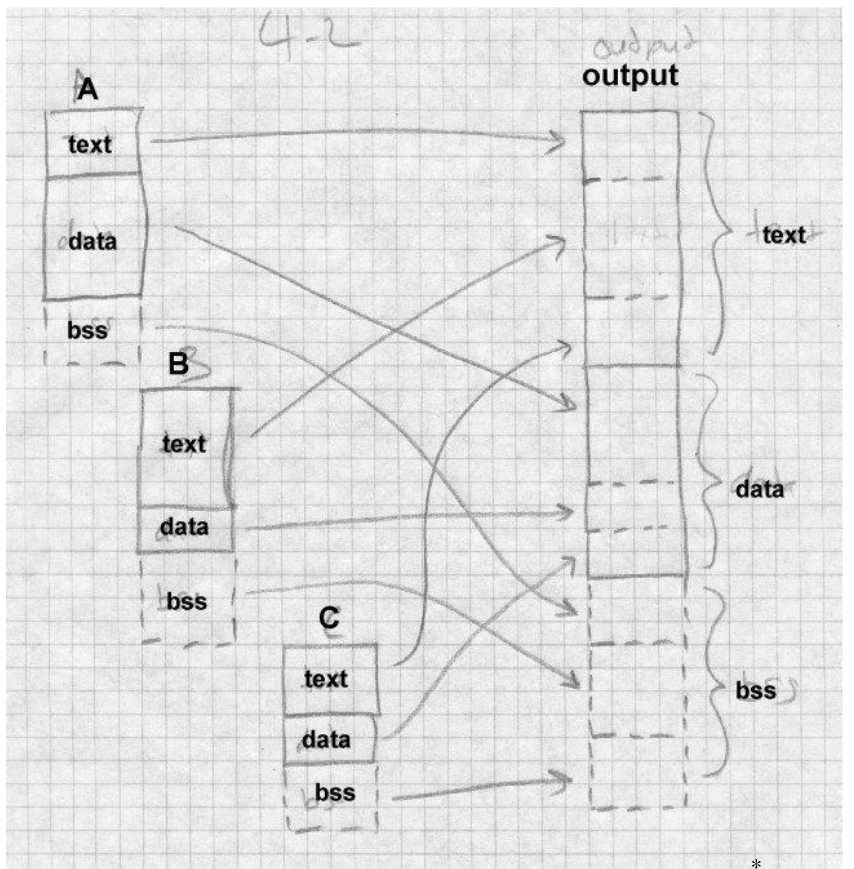 4-2
output
output
A
text
data
bss
B
text
data
bss
C
text
data
bss
text
data
bss
*